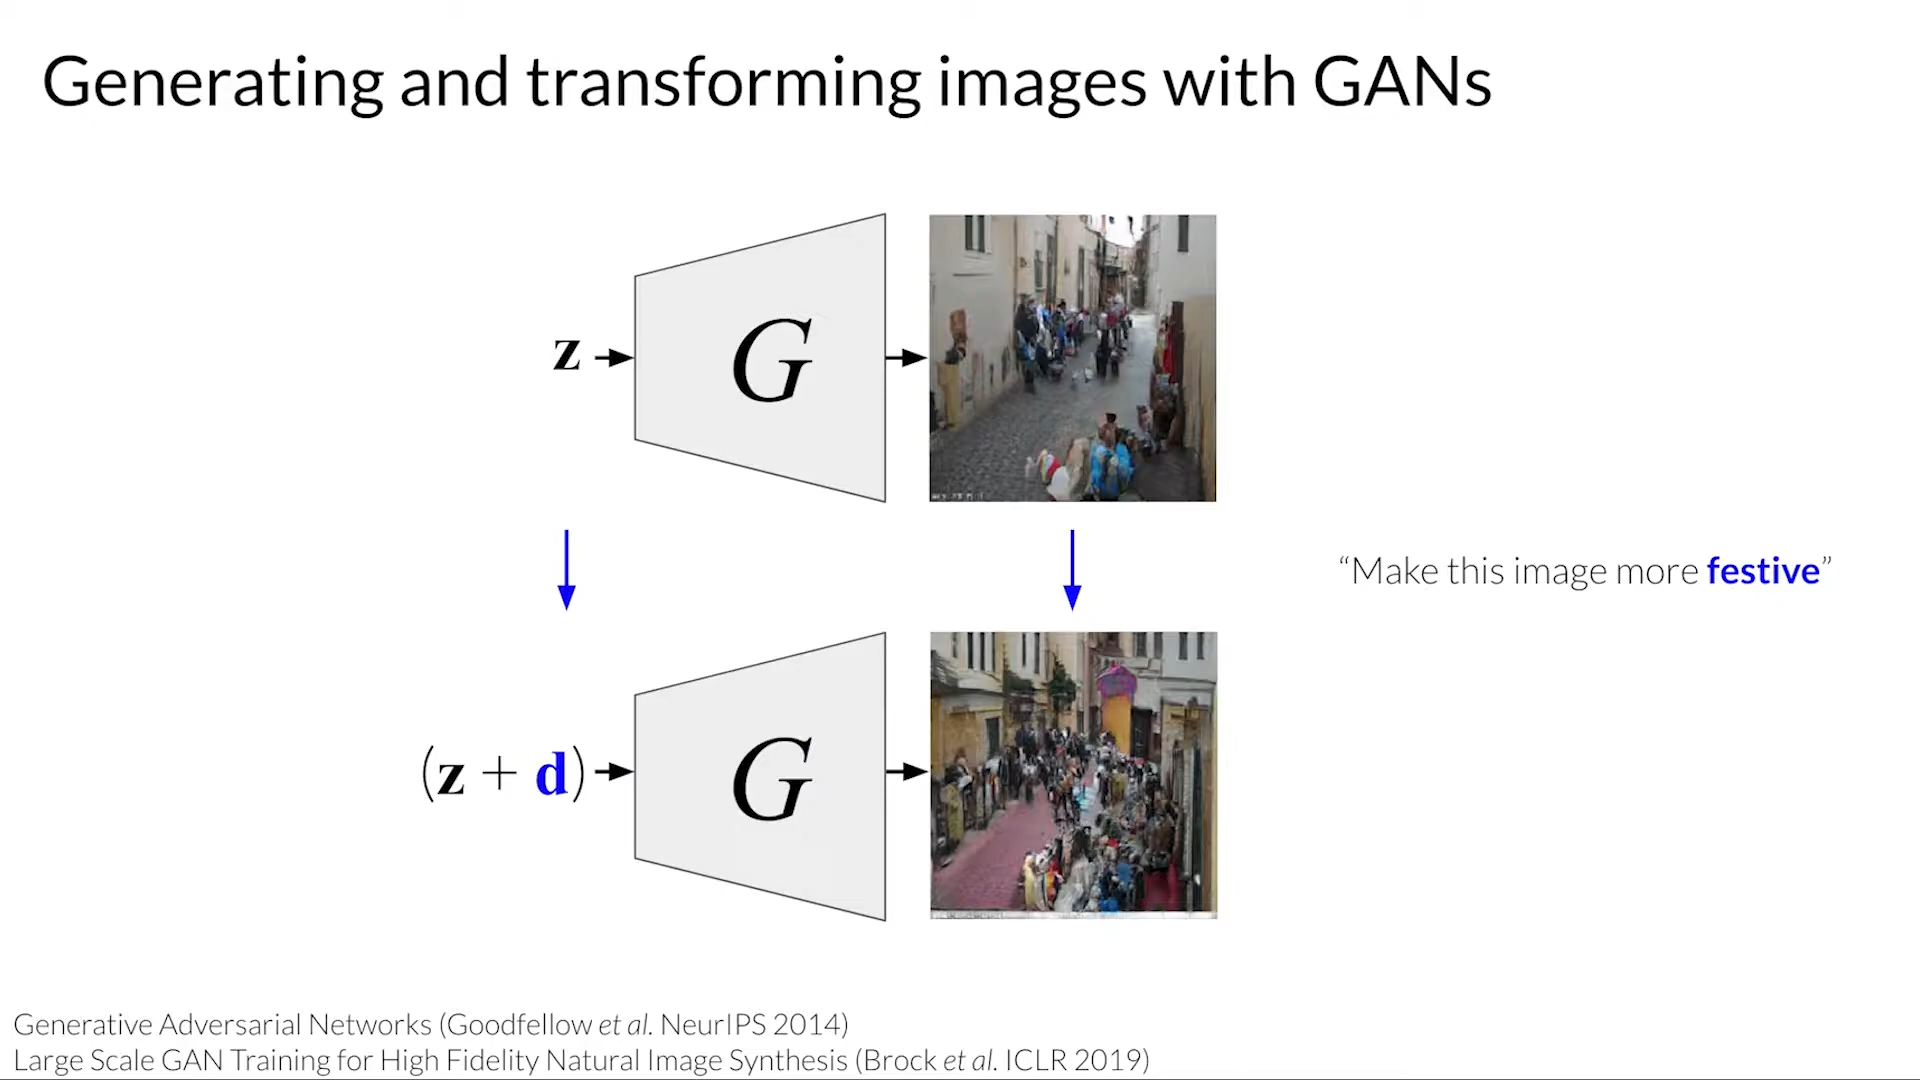 Generating and transforming images with GANs
z
G
“Make this image more festive”
(z + d)
G
Generative Adversarial Networks (Goodfellow et al. NeurIPS 2014)
Large Scale GAN Training for High Fidelity Natural Image Synthesis (Brock et al. ICLR 2019)